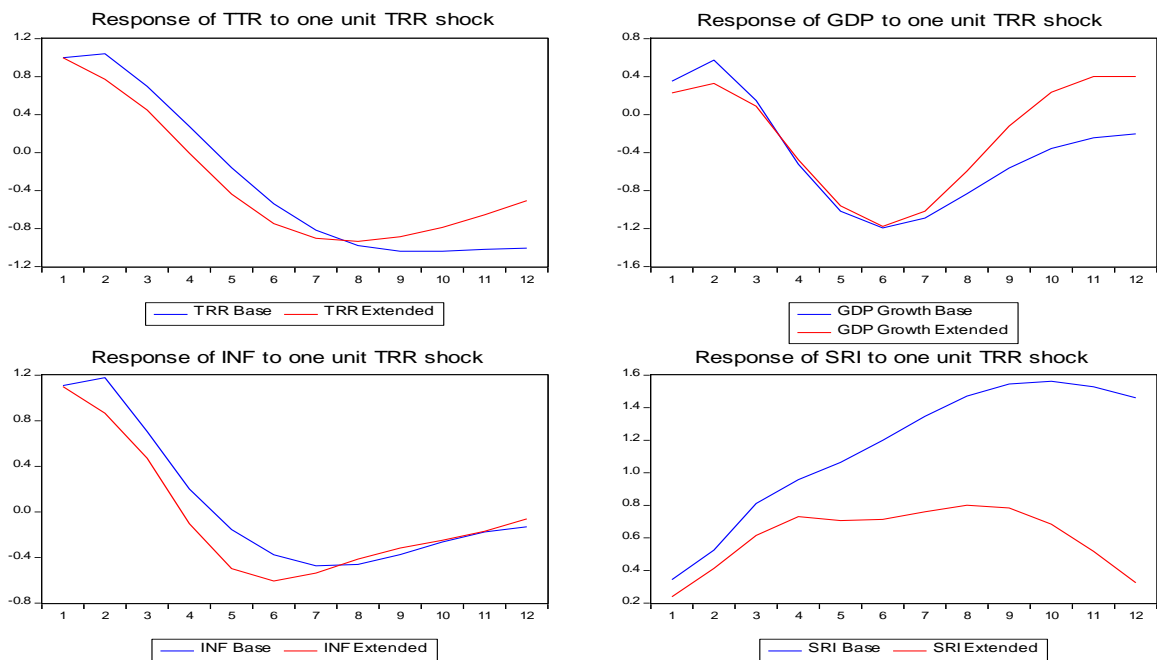 Response of TTR to one unit TRR shock
1.2
0.8
0.4
0.0
-0.4
-0.8
-1.2
1 2 3 4 5 6 7 8 9 10 11 12
TRR Base TRR Extended
Response of GDP to one unit TRR shock
0.8
0.4
0.0
-0.4
-0.8
-1.2
-1.6
1 2 3 4 5 6 7 8 9 10 11 12
GDP Growth Base
GDP Growth Extended
Response of INF to one unit TRR shock
1.2
0.8
0.4
0.0
-0.4
-0.8
1 2 3 4 5 6 7 8 9 10 11 12
INF Base INF Extended
Response of SRI to one unit TRR shock
1.6
1.4
1.2
1.0
0.8
0.6
0.4
0.2
1 2 3 4 5 6 7 8 9 10 11 12
SRI Base SRI Extended